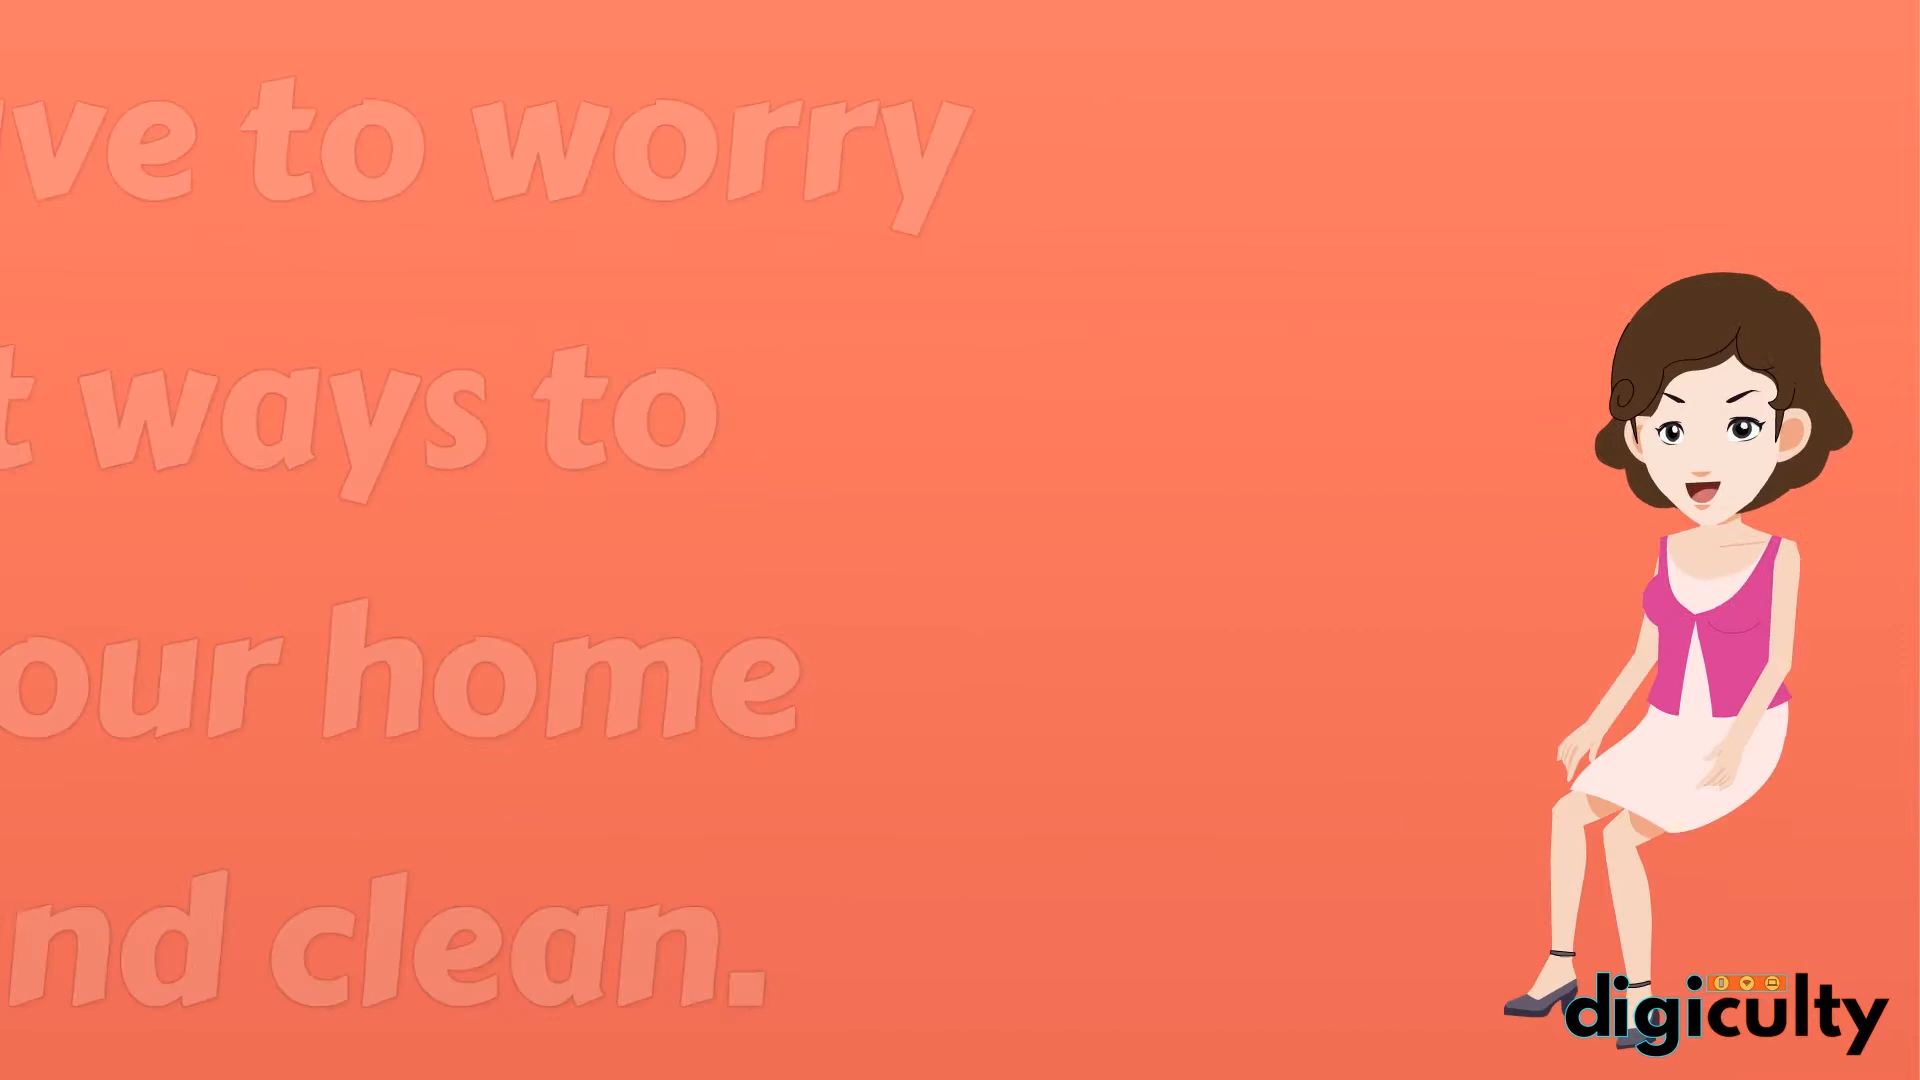 ve to worry
t ways to
our home
nd clean.
digiculty